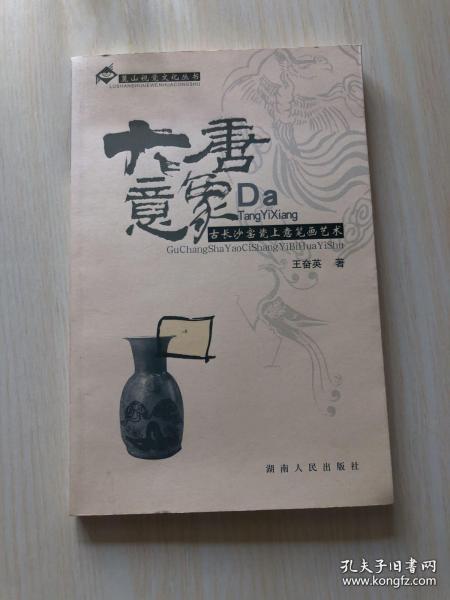 麓山视觉文化丛书
LUSHANSHIJUEWENHUACONGSHU
大唐
意象
Da
TangYiXiang
古长沙窑瓷上意笔画艺术
GuChangShaYaoCiShangYiBiHuaYiShu
王奋英 著
湖南人民出版社
孔夫子旧书网
www.kongfz.com